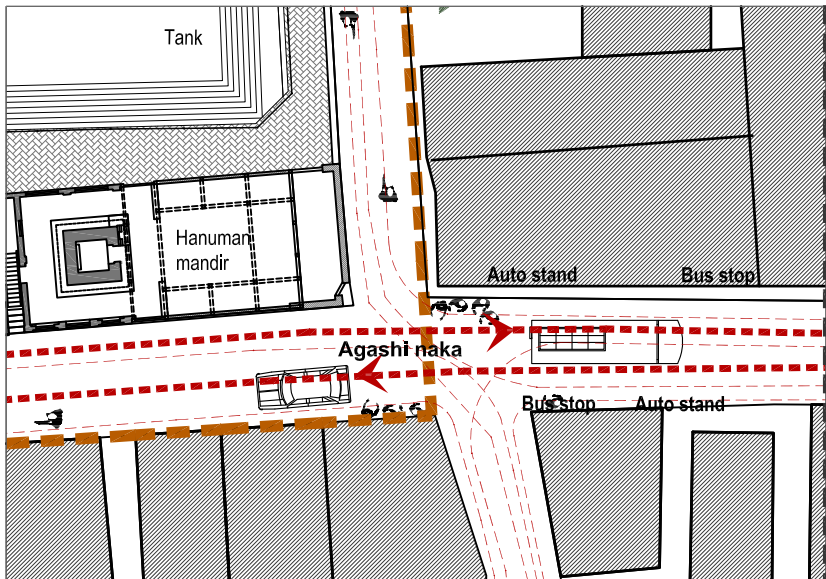 Tank
Hanuman
mandir
Auto stand
Bus stop
Agashi naka
Bus stop
Auto stand